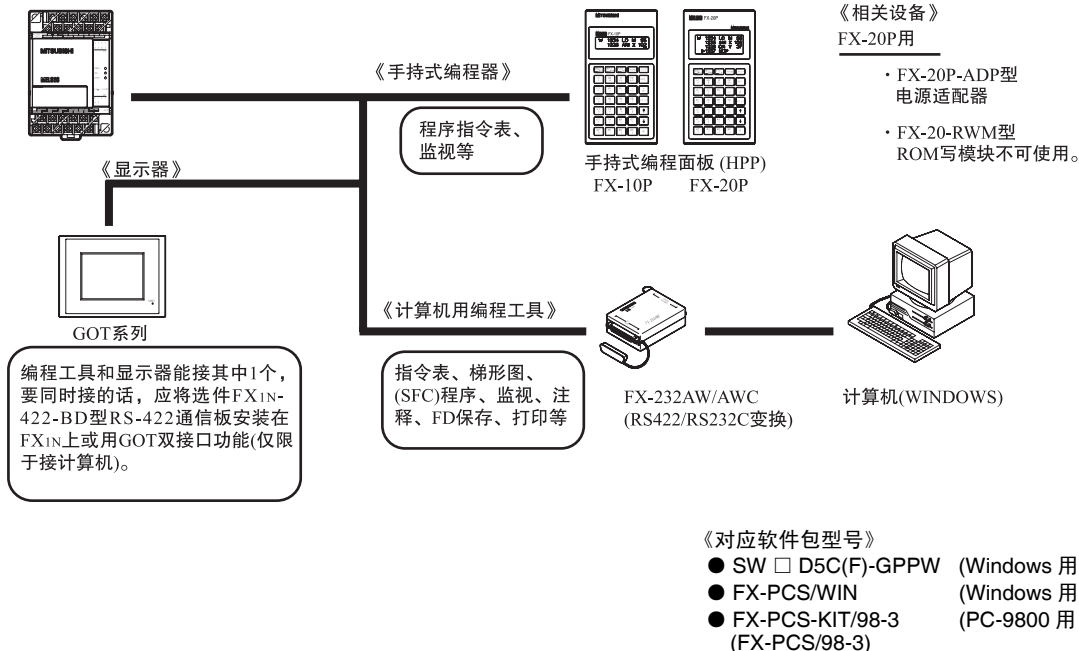 MITSUBISHI
MELSEC
《手持式编程器》
程序指令表、
监视等
MITSUBISHI
FX-10P
FX-20P
手持式编程面板 (HPP)
FX-10P FX-20P
《相关设备》
FX-20P用
·FX-20P-ADP型
电源适配器
·FX-20-RWM型
ROM写模块不可使用。
《显示器》
GOT系列
编程工具和显示器能接其中1个,
要同时接的话，应将选件FX1N-
422-BD型RS-422通信板安装在
FX1N上或用GOT双接口功能(仅限
于接计算机)。
《计算机用编程工具》
指令表、梯形图、
(SFC)程序、监视、注
释、FD保存、打印等
FX-232AW/AWC
(RS422/RS232C变换)
计算机(WINDOWS)
《对应软件包型号》
● SW □ D5C(F)-GPPW (Windows 用
● FX-PCS/WIN (Windows 用
● FX-PCS-KIT/98-3 (PC-9800 用
(FX-PCS/98-3)